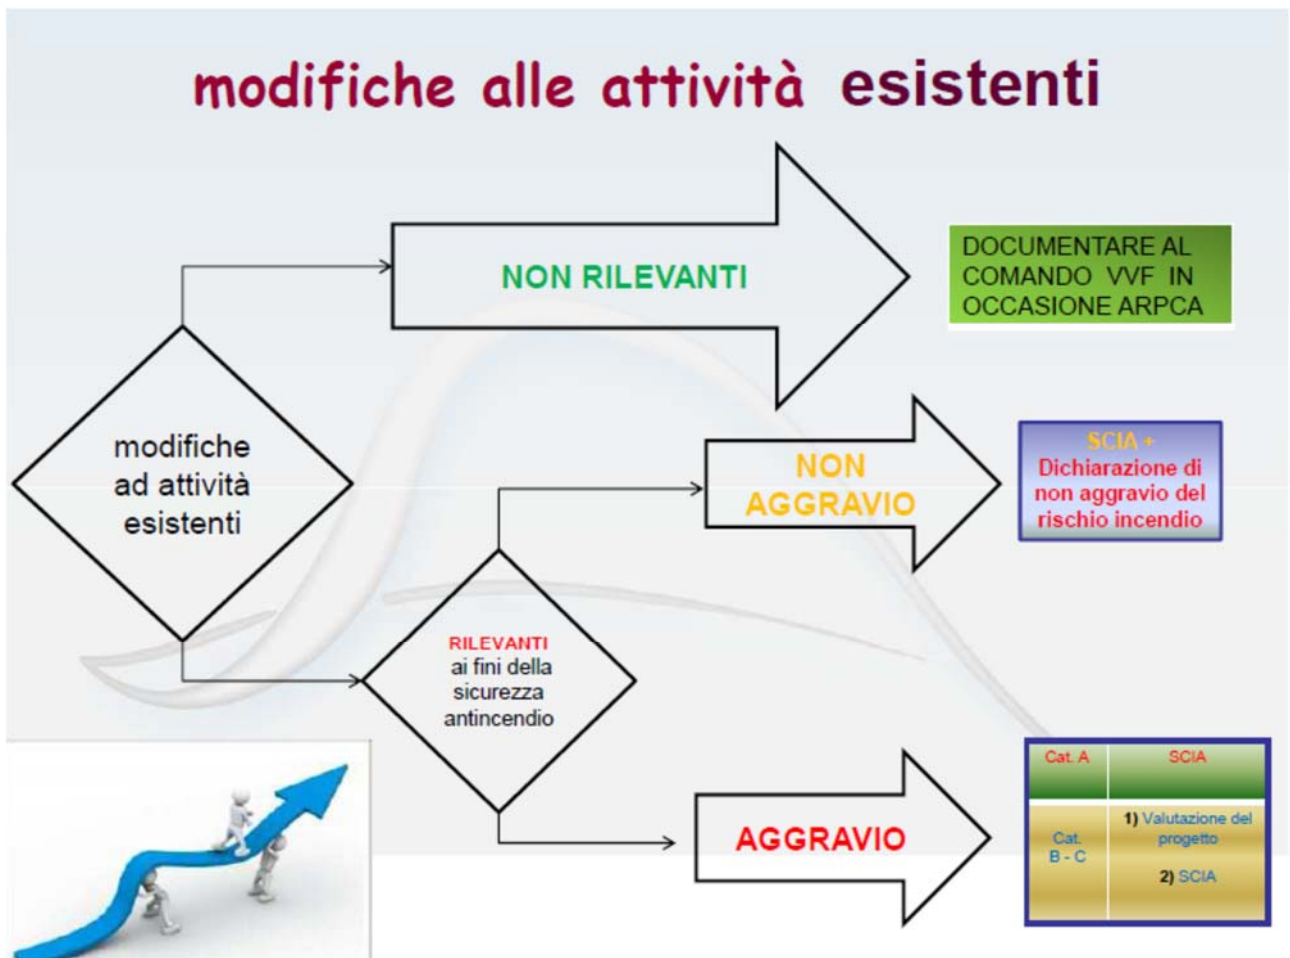 modifiche alle attività esistenti
NON RILEVANTI
DOCUMENTARE AL
COMANDO VVF IN
OCCASIONE ARPCA
modifiche
ad attività
esistenti
NON
AGGRAVIO
SCIA +
Dichiarazione di
non aggravio del
rischio incendio
RILEVANTI
ai fini della
sicurezza
antincendio
AGGRAVIO
Cat. A
SCIA
Cat.
B - C
1) Valutazione del
progetto
2) SCIA